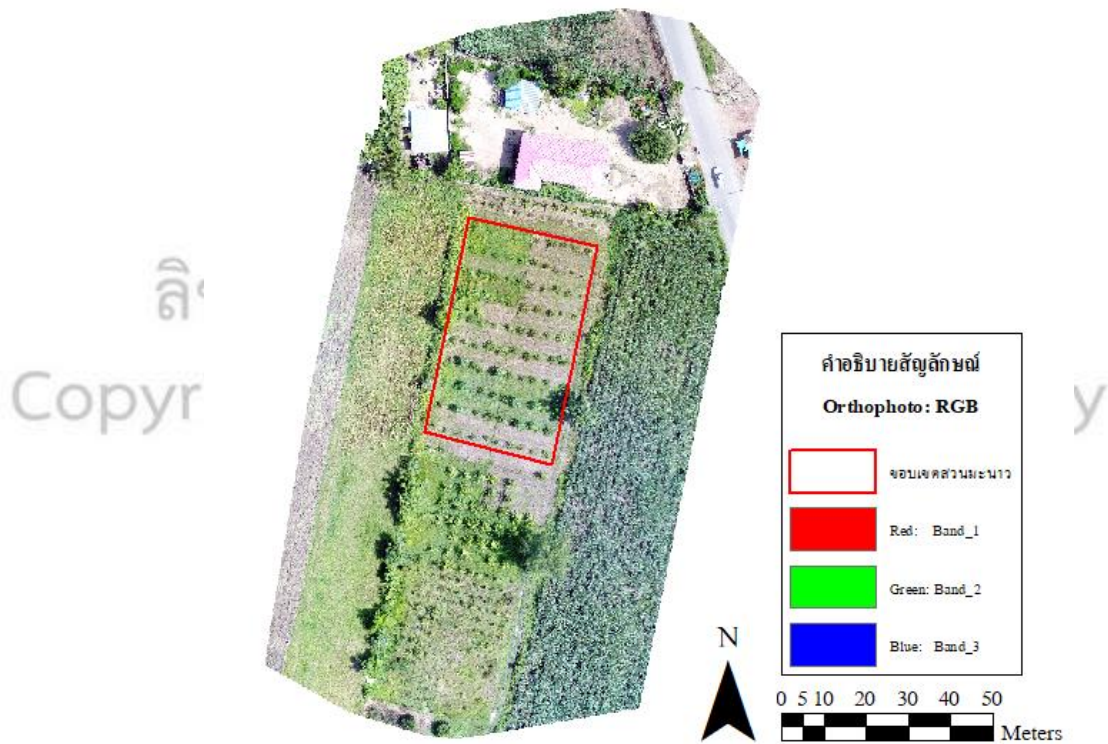 คำอธิบายสัญลักษณ์
Orthophoto: RGB
ขอบเขตสวนมะนาว
Red: Band_1
Green: Band_2
Blue: Band_3
N
0 5 10 20 30 40 50
Meters
ลิ
Copyr
y